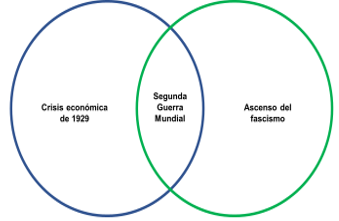 Crisis económica
de 1929
Segunda
Guerra
Mundial
Ascenso del
fascismo